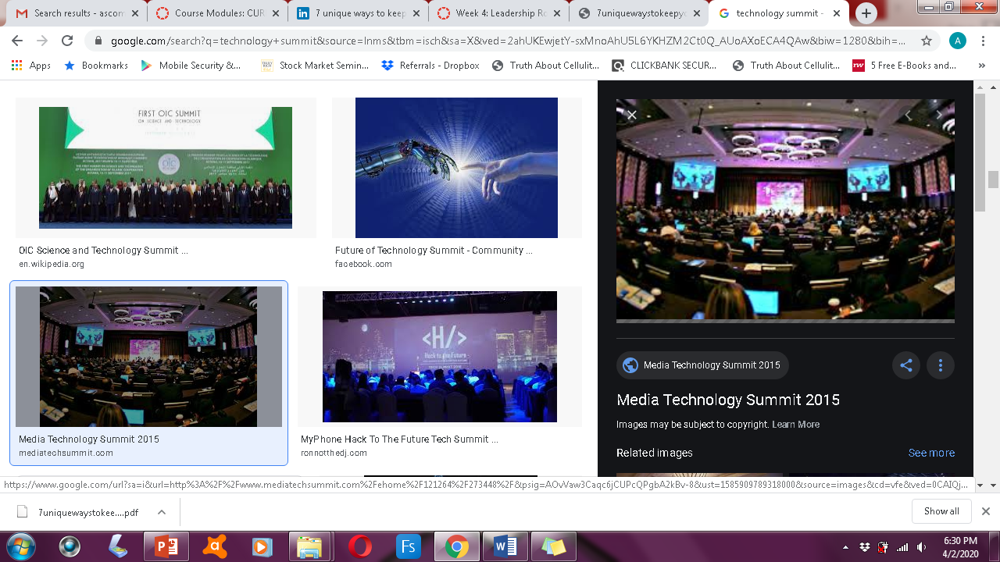 Search results - ascom
Course Modules: CUR
7 unique ways to keep
Week 4: Leadership Ro
7uniquewaystokeepyo
technology summit -
google.com/search?q=technology+summit&source=lnms&tbm=isch&sa=X&ved=2ahUKEwjetY-sxMnoAhU5L6YKHZM2Ct0Q_AUoAXoECA4QAw&biw=1280&bih=...
A
Apps
Bookmarks
Mobile Security &...
Stock Market Semin...
Referrals - Dropbox
Truth About Cellulit...
CLICKBANK SECUR...
Truth About Cellulit...
rw
5 Free E-Books and...
»
FIRST OIC SUMMIT
ON SCIENCE AND TECHNOLOGY
oic
OIC Science and Technology Summit ...
en.wikipedia.org
Future of Technology Summit - Community ...
facebook.com
Media Technology Summit 2015
mediatechsummit.com
<H/>
Hack to the Future
MyPhone Hack To The Future Tech Summit ...
ronnotthedj.com
Media Technology Summit 2015
Media Technology Summit 2015
Images may be subject to copyright. Learn More
Related images
See more
https://www.google.com/url?sa=i&url=http%3A%2F%2Fwww.mediatechsummit.com%2Fehome%2F121264%2F273448%2F&psig=AOvVaw3Caqc6jCUPcQPgbA2kBv-8&ust=1585909789318000&source=images&cd=vfe&ved=0CAIQj...
7uniquewaystokee....pdf
Show all
Fs
6:30 PM
4/2/2020